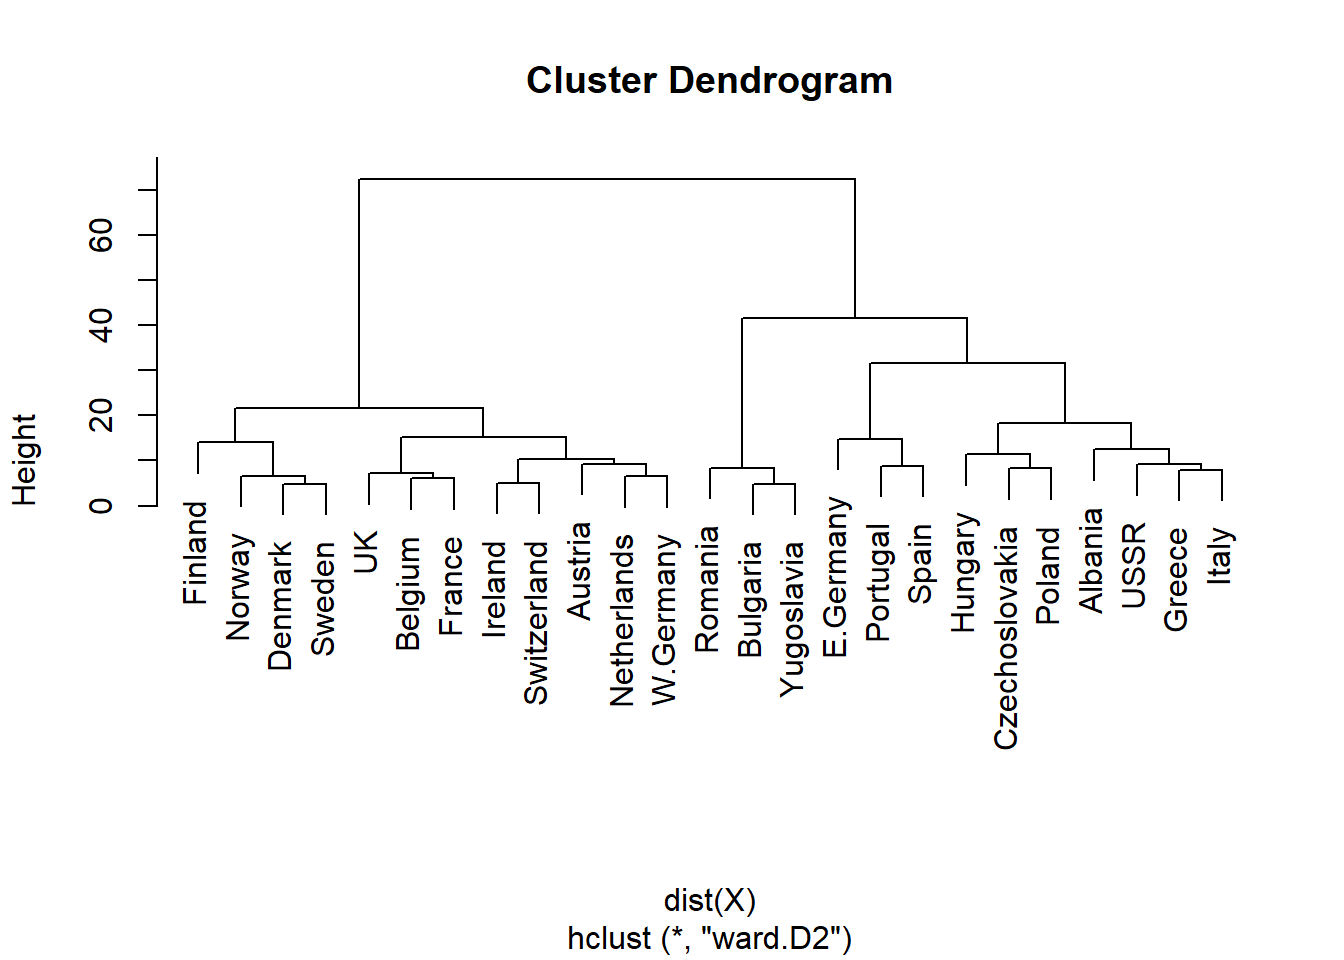 Cluster Dendrogram
Height
0
20
40
60
Finland
Norway
Denmark
Sweden
UK
Belgium
France
Ireland
Switzerland
Austria
Netherlands
W.Germany
Romania
Bulgaria
Yugoslavia
E.Germany
Portugal
Spain
Hungary
Czechoslovakia
Poland
Albania
USSR
Greece
Italy
dist(X)
hclust (*, "ward.D2")